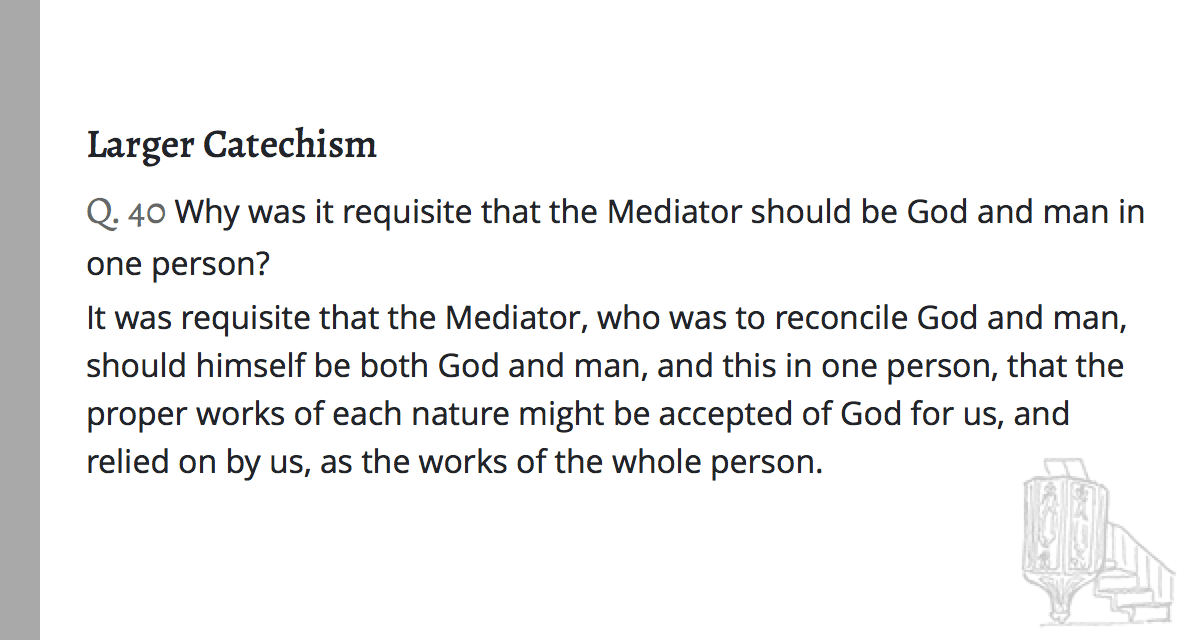 Larger Catechism
Q. 40 Why was it requisite that the Mediator should be God and man in
one person?
It was requisite that the Mediator, who was to reconcile God and man,
should himself be both God and man, and this in one person, that the
proper works of each nature might be accepted of God for us, and
relied on by us, as the works of the whole person.